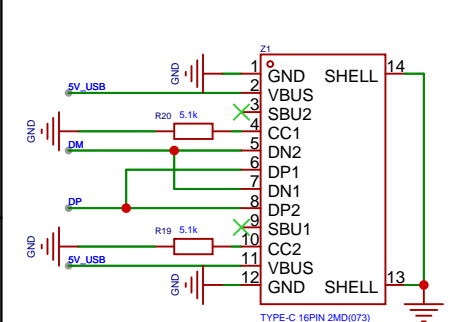 Z1
GND 1 GND SHELL 14
5V_USB 2 VBUS
3 SBU2
R20 5.1k 4 CC1
GND
DM 5 DN2
6 DP1
7 DN1
DP 8 DP2
9 SBU1
R19 5.1k 10 CC2
GND
5V_USB 11 VBUS
GND 12 GND SHELL 13
TYPE-C 16PIN 2MD(073)